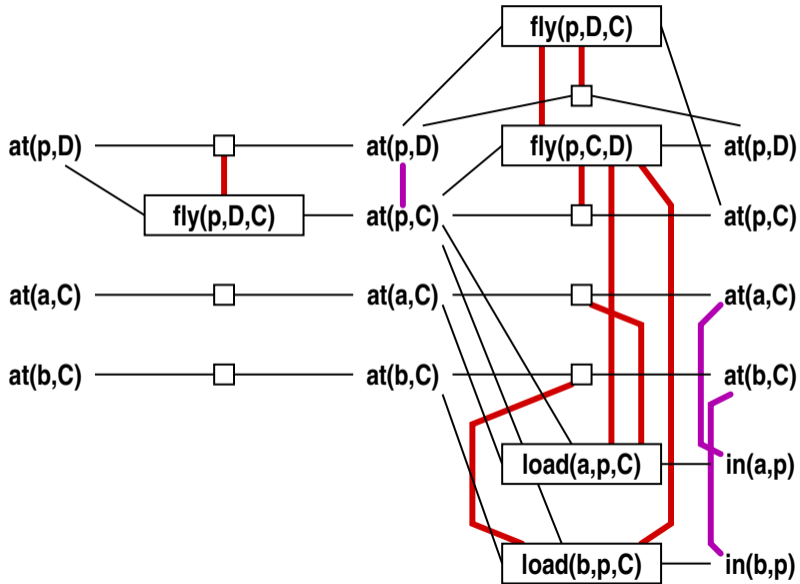 fly(p,D,C)
at(p,D) at(p,D) fly(p,C,D) at(p,D)
fly(p,D,C) at(p,C) at(p,C)
at(a,C) at(a,C) at(a,C)
at(b,C) at(b,C) at(b,C)
load(a,p,C) in(a,p)
load(b,p,C) in(b,p)